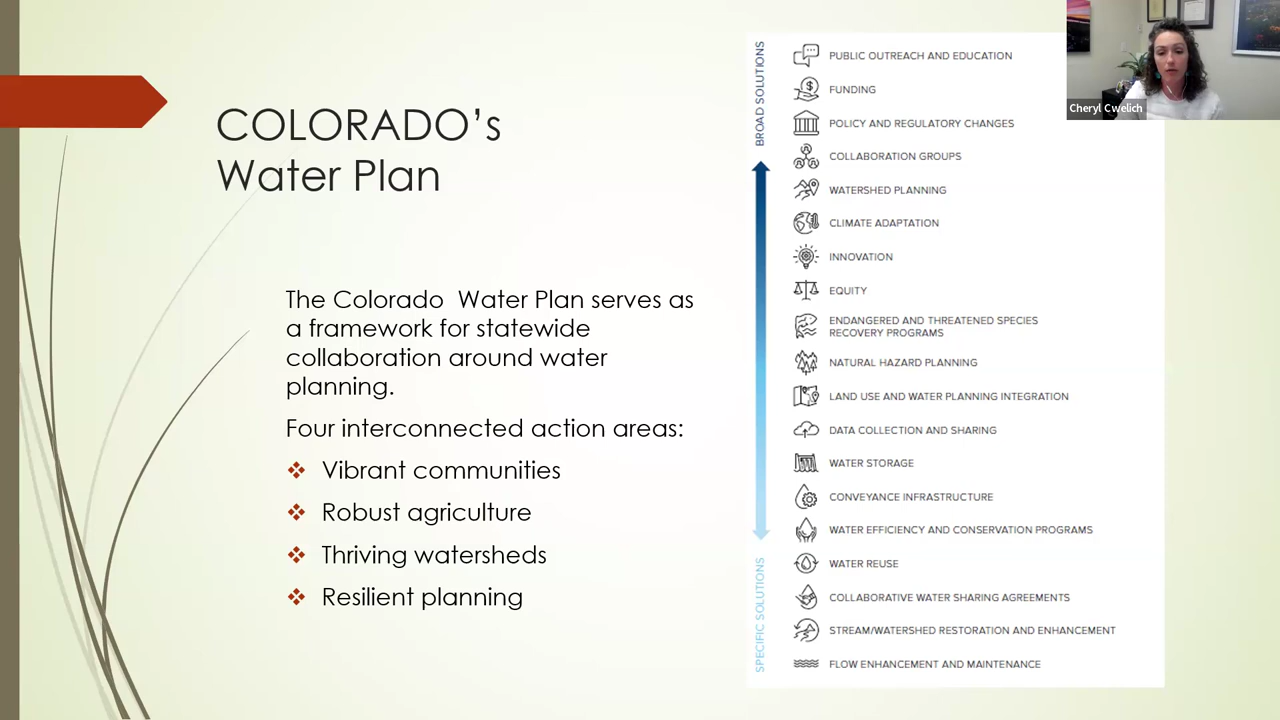 COLORADO's
Water Plan
The Colorado  Water Plan serves as
a framework for statewide
collaboration around water
planning.
Four interconnected action areas:
Vibrant communities
Robust agriculture
Thriving watersheds
Resilient planning
BROAD SOLUTIONS
SPECIFIC SOLUTIONS
PUBLIC OUTREACH AND EDUCATION
FUNDING
POLICY AND REGULATORY CHANGES
COLLABORATION GROUPS
WATERSHED PLANNING
CLIMATE ADAPTATION
INNOVATION
EQUITY
ENDANGERED AND THREATENED SPECIES
RECOVERY PROGRAMS
NATURAL HAZARD PLANNING
LAND USE AND WATER PLANNING INTEGRATION
DATA COLLECTION AND SHARING
WATER STORAGE
CONVEYANCE INFRASTRUCTURE
WATER EFFICIENCY AND CONSERVATION PROGRAMS
WATER REUSE
COLLABORATIVE WATER SHARING AGREEMENTS
STREAM/WATERSHED RESTORATION AND ENHANCEMENT
FLOW ENHANCEMENT AND MAINTENANCE
Cheryl Cwelich